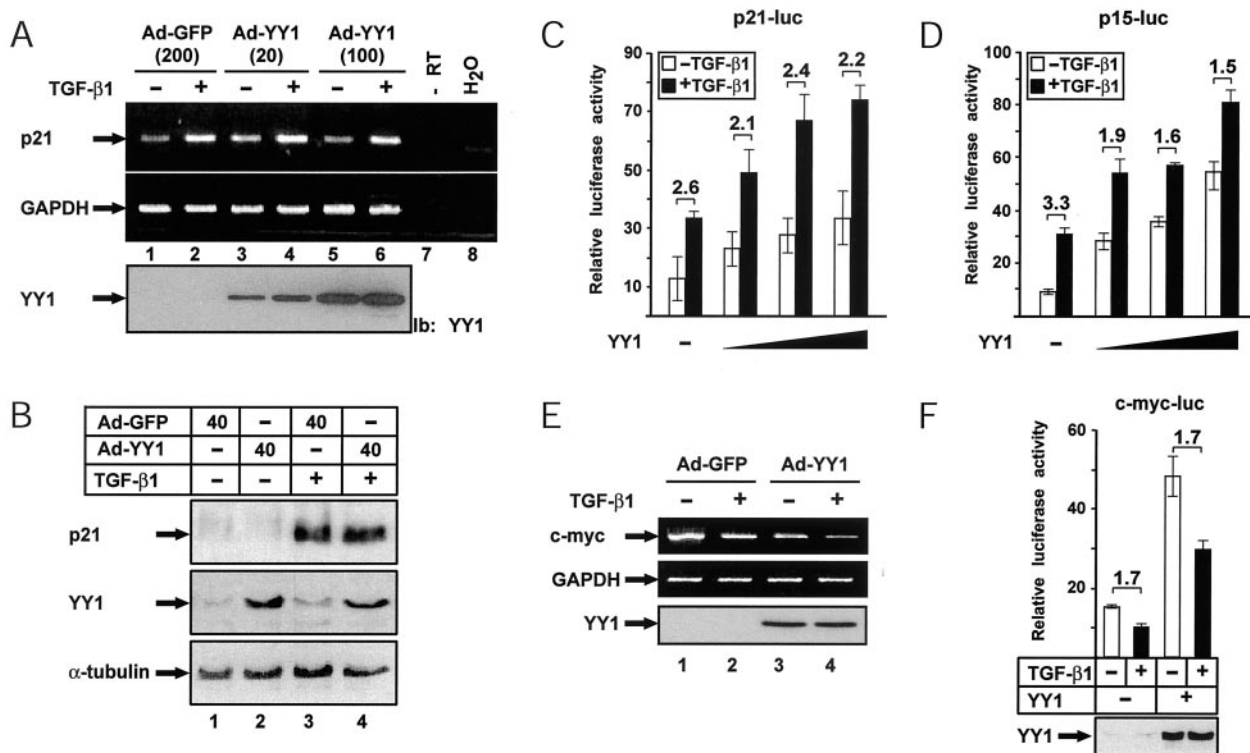 A
Ad-GFP (200) Ad-YY1 (20) Ad-YY1 (100) - RT H2O
TGF-β1 – + – + – +
p21
GAPDH
1 2 3 4 5 6 7 8
YY1
Ib: YY1
B
Ad-GFP 40 – 40 –
Ad-YY1 – 40 – 40
TGF-β1 – – + +
p21
YY1
α-tubulin
1 2 3 4
C
p21-luc
Relative luciferase activity
90
70
50
30
10
–TGF-β1
+TGF-β1
2.6 2.1 2.4 2.2
YY1 –
D
p15-luc
Relative luciferase activity
100
80
60
40
20
–TGF-β1
+TGF-β1
3.3 1.9 1.6 1.5
YY1 –
E
Ad-GFP Ad-YY1
TGF-β1 – + – +
c-myc
GAPDH
YY1
1 2 3 4
F
c-myc-luc
Relative luciferase activity
60
40
20
1.7 1.7
TGF-β1 – + – +
YY1 – +
YY1